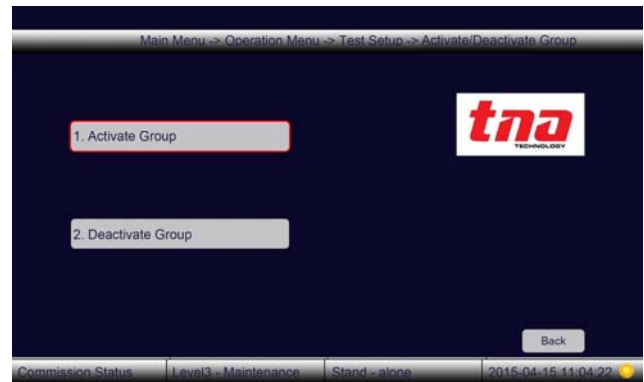 Main Menu -> Operation Menu -> Test Setup -> Activate/Deactivate Group
1. Activate Group
tna
TECHNOLOGY
2. Deactivate Group
Back
Commission Status Level3 - Maintenance Stand - alone 2015-04-15 11:04:22